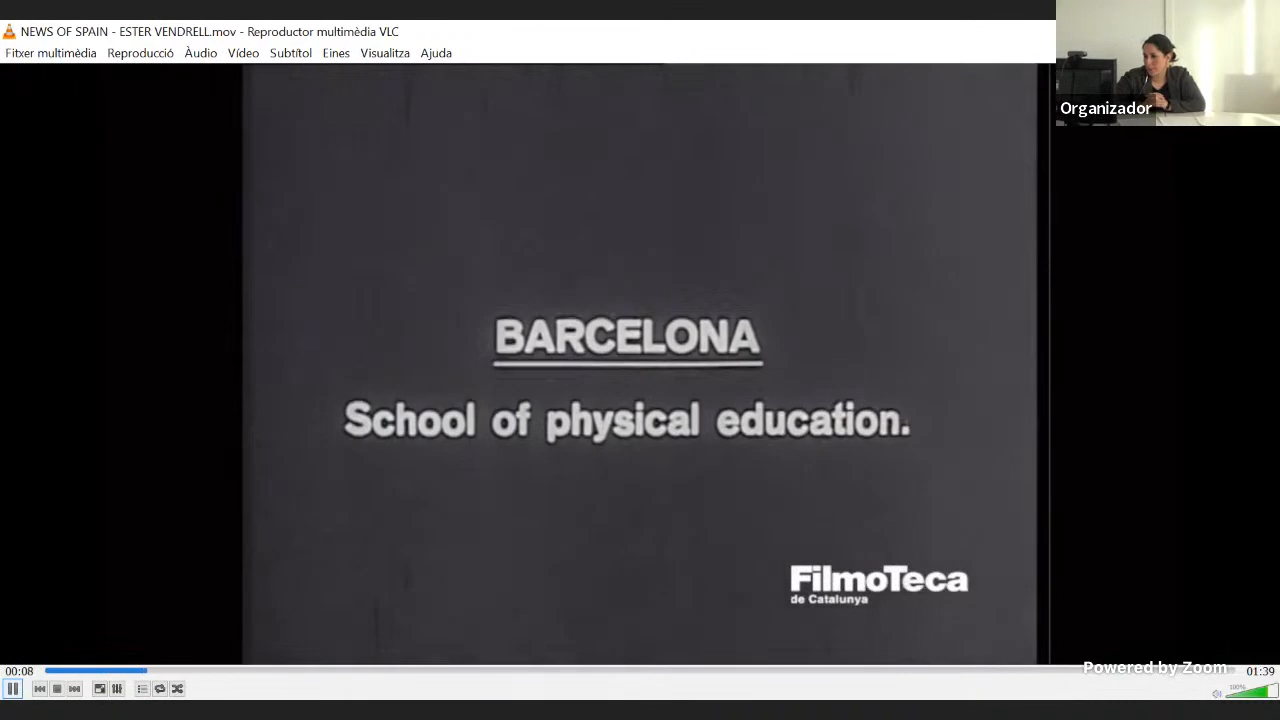 NEWS OF SPAIN - ESTER VENDRELL.mov - Reproductor multimèdia VLC
Fitxer multimèdia Reproducció Àudio Vídeo Subtítol Eines Visualitza Ajuda
Organizador
BARCELONA
School of physical education.
FilmoTeca
de Catalunya
Powered by Zoom
00:08
01:39
100%